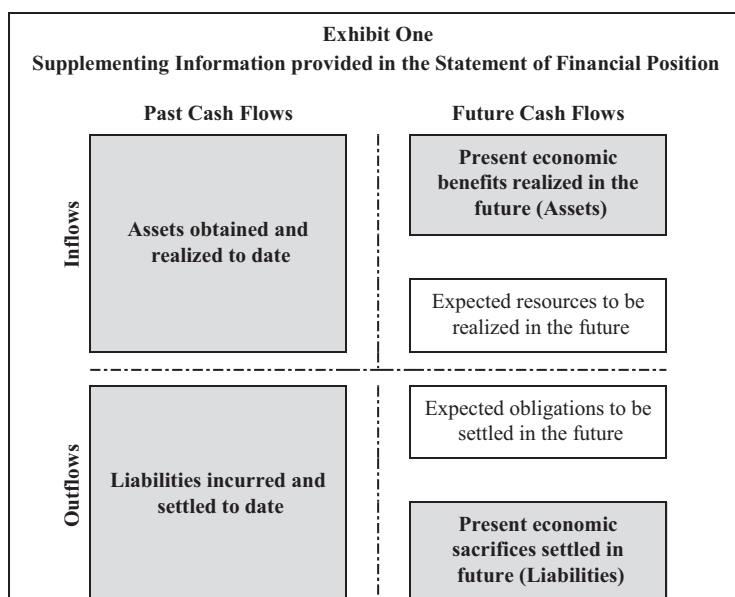 Exhibit One
Supplementing Information provided in the Statement of Financial Position
Past Cash Flows
Future Cash Flows
Inflows
Assets obtained and
realized to date
Present economic
benefits realized in the
future (Assets)
Expected resources to be
realized in the future
Outflows
Liabilities incurred and
settled to date
Expected obligations to be
settled in the future
Present economic
sacrifices settled in
future (Liabilities)